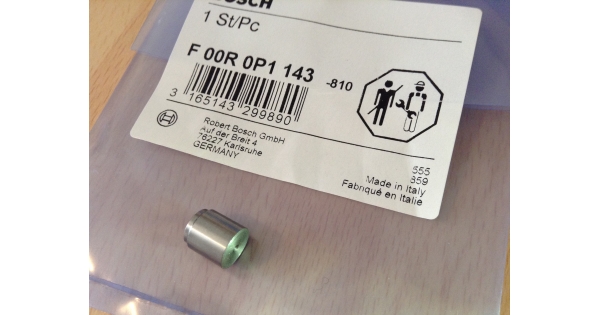 BOSCH
1 St/Pc
F 00R 0P1 143 -810
3 165143 299890
Robert Bosch GmbH
Auf der Breit 4
76227 Karlsruhe
GERMANY
555
859
Made in Italy
Fabriqué en Italie